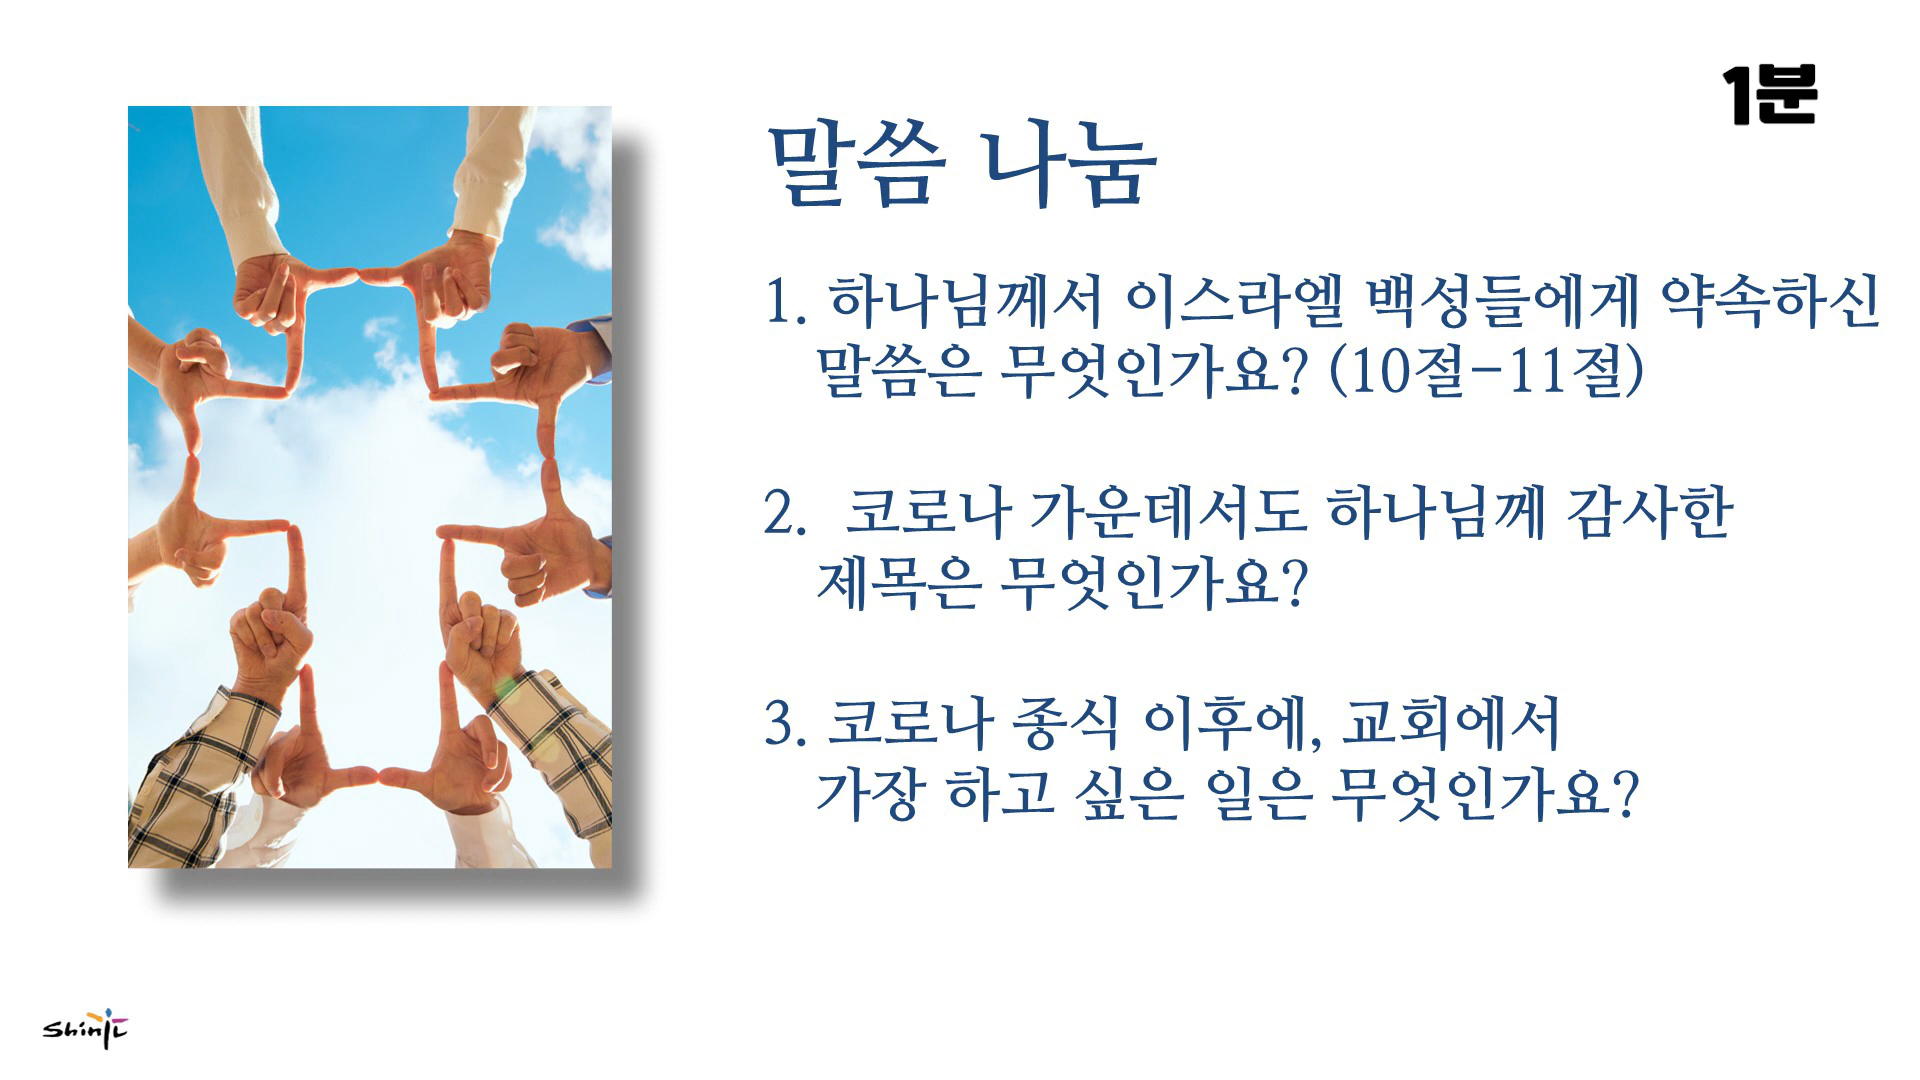 1분
말씀 나눔
1. 하나님께서 이스라엘 백성들에게 약속하신
말씀은 무엇인가요? (10절-11절)
2. 코로나 가운데서도 하나님께 감사한
제목은 무엇인가요?
3. 코로나 종식 이후에, 교회에서
가장 하고 싶은 일은 무엇인가요?